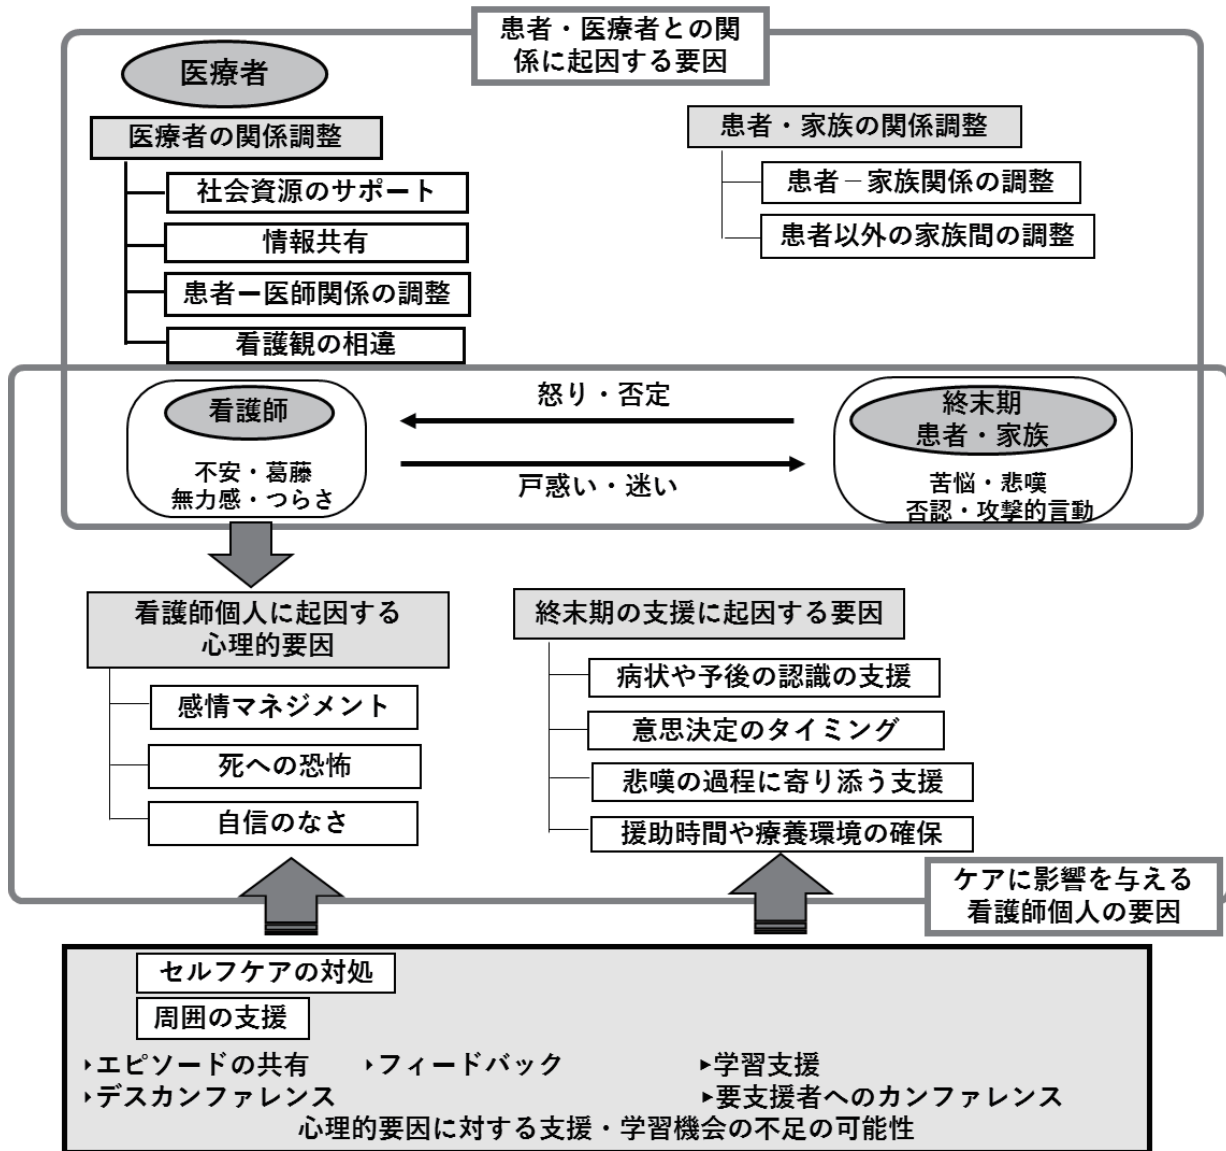 患者・医療者との関
係に起因する要因
医療者
医療者の関係調整
社会資源のサポート
情報共有
患者ー医師関係の調整
看護観の相違
患者・家族の関係調整
患者－家族関係の調整
患者以外の家族間の調整
看護師
不安・葛藤
無力感・つらさ
怒り・否定
戸惑い・迷い
終末期
患者・家族
苦悩・悲嘆
否認・攻撃的言動
看護師個人に起因する
心理的要因
感情マネジメント
死への恐怖
自信のなさ
終末期の支援に起因する要因
病状や予後の認識の支援
意思決定のタイミング
悲嘆の過程に寄り添う支援
援助時間や療養環境の確保
ケアに影響を与える
看護師個人の要因
セルフケアの対処
周囲の支援
‣エピソードの共有 ‣フィードバック ‣学習支援
‣デスカンファレンス ‣要支援者へのカンファレンス
心理的要因に対する支援・学習機会の不足の可能性